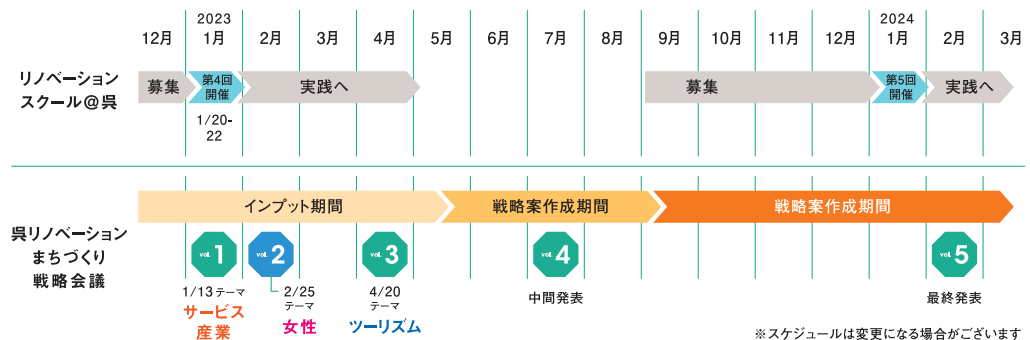 2023
2024
12月 1月 2月 3月 4月 5月 6月 7月 8月 9月 10月 11月 12月 1月 2月 3月
リノベーション
スクール@呉
募集
第4回
開催
実践へ
募集
第5回
開催
実践へ
1/20-
22
インプット期間 戦略案作成期間 戦略案作成期間
呉リノベーション
まちづくり
戦略会議
vol. 1
vol. 2
vol. 3
vol. 4
vol. 5
1/13 テーマ
サービス
産業
2/25
テーマ
女性
4/20
テーマ
ツーリズム
中間発表
最終発表
※スケジュールは変更になる場合がございます